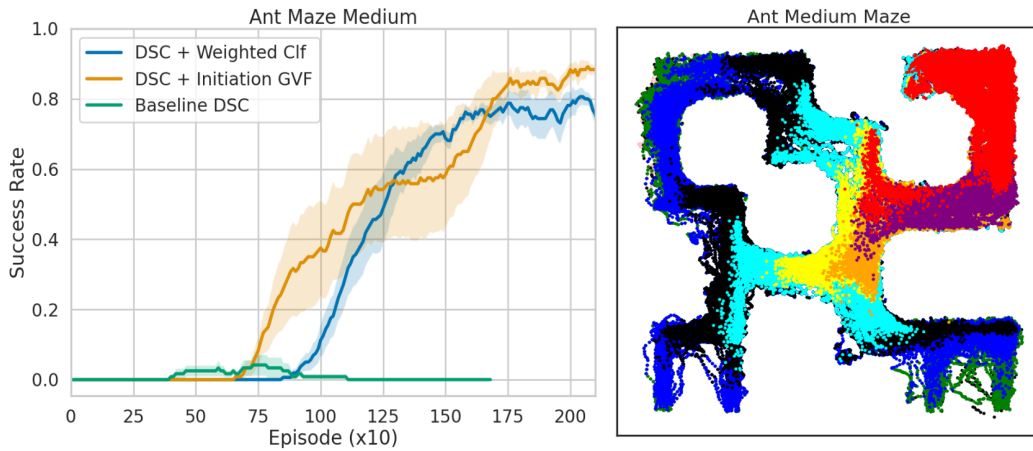 Ant Maze Medium
1.0
0.8
0.6
0.4
0.2
0.0
Success Rate
DSC + Weighted Clf
DSC + Initiation GVF
Baseline DSC
0
25
50
75
100
125
150
175
200
Episode (x10)
Ant Medium Maze